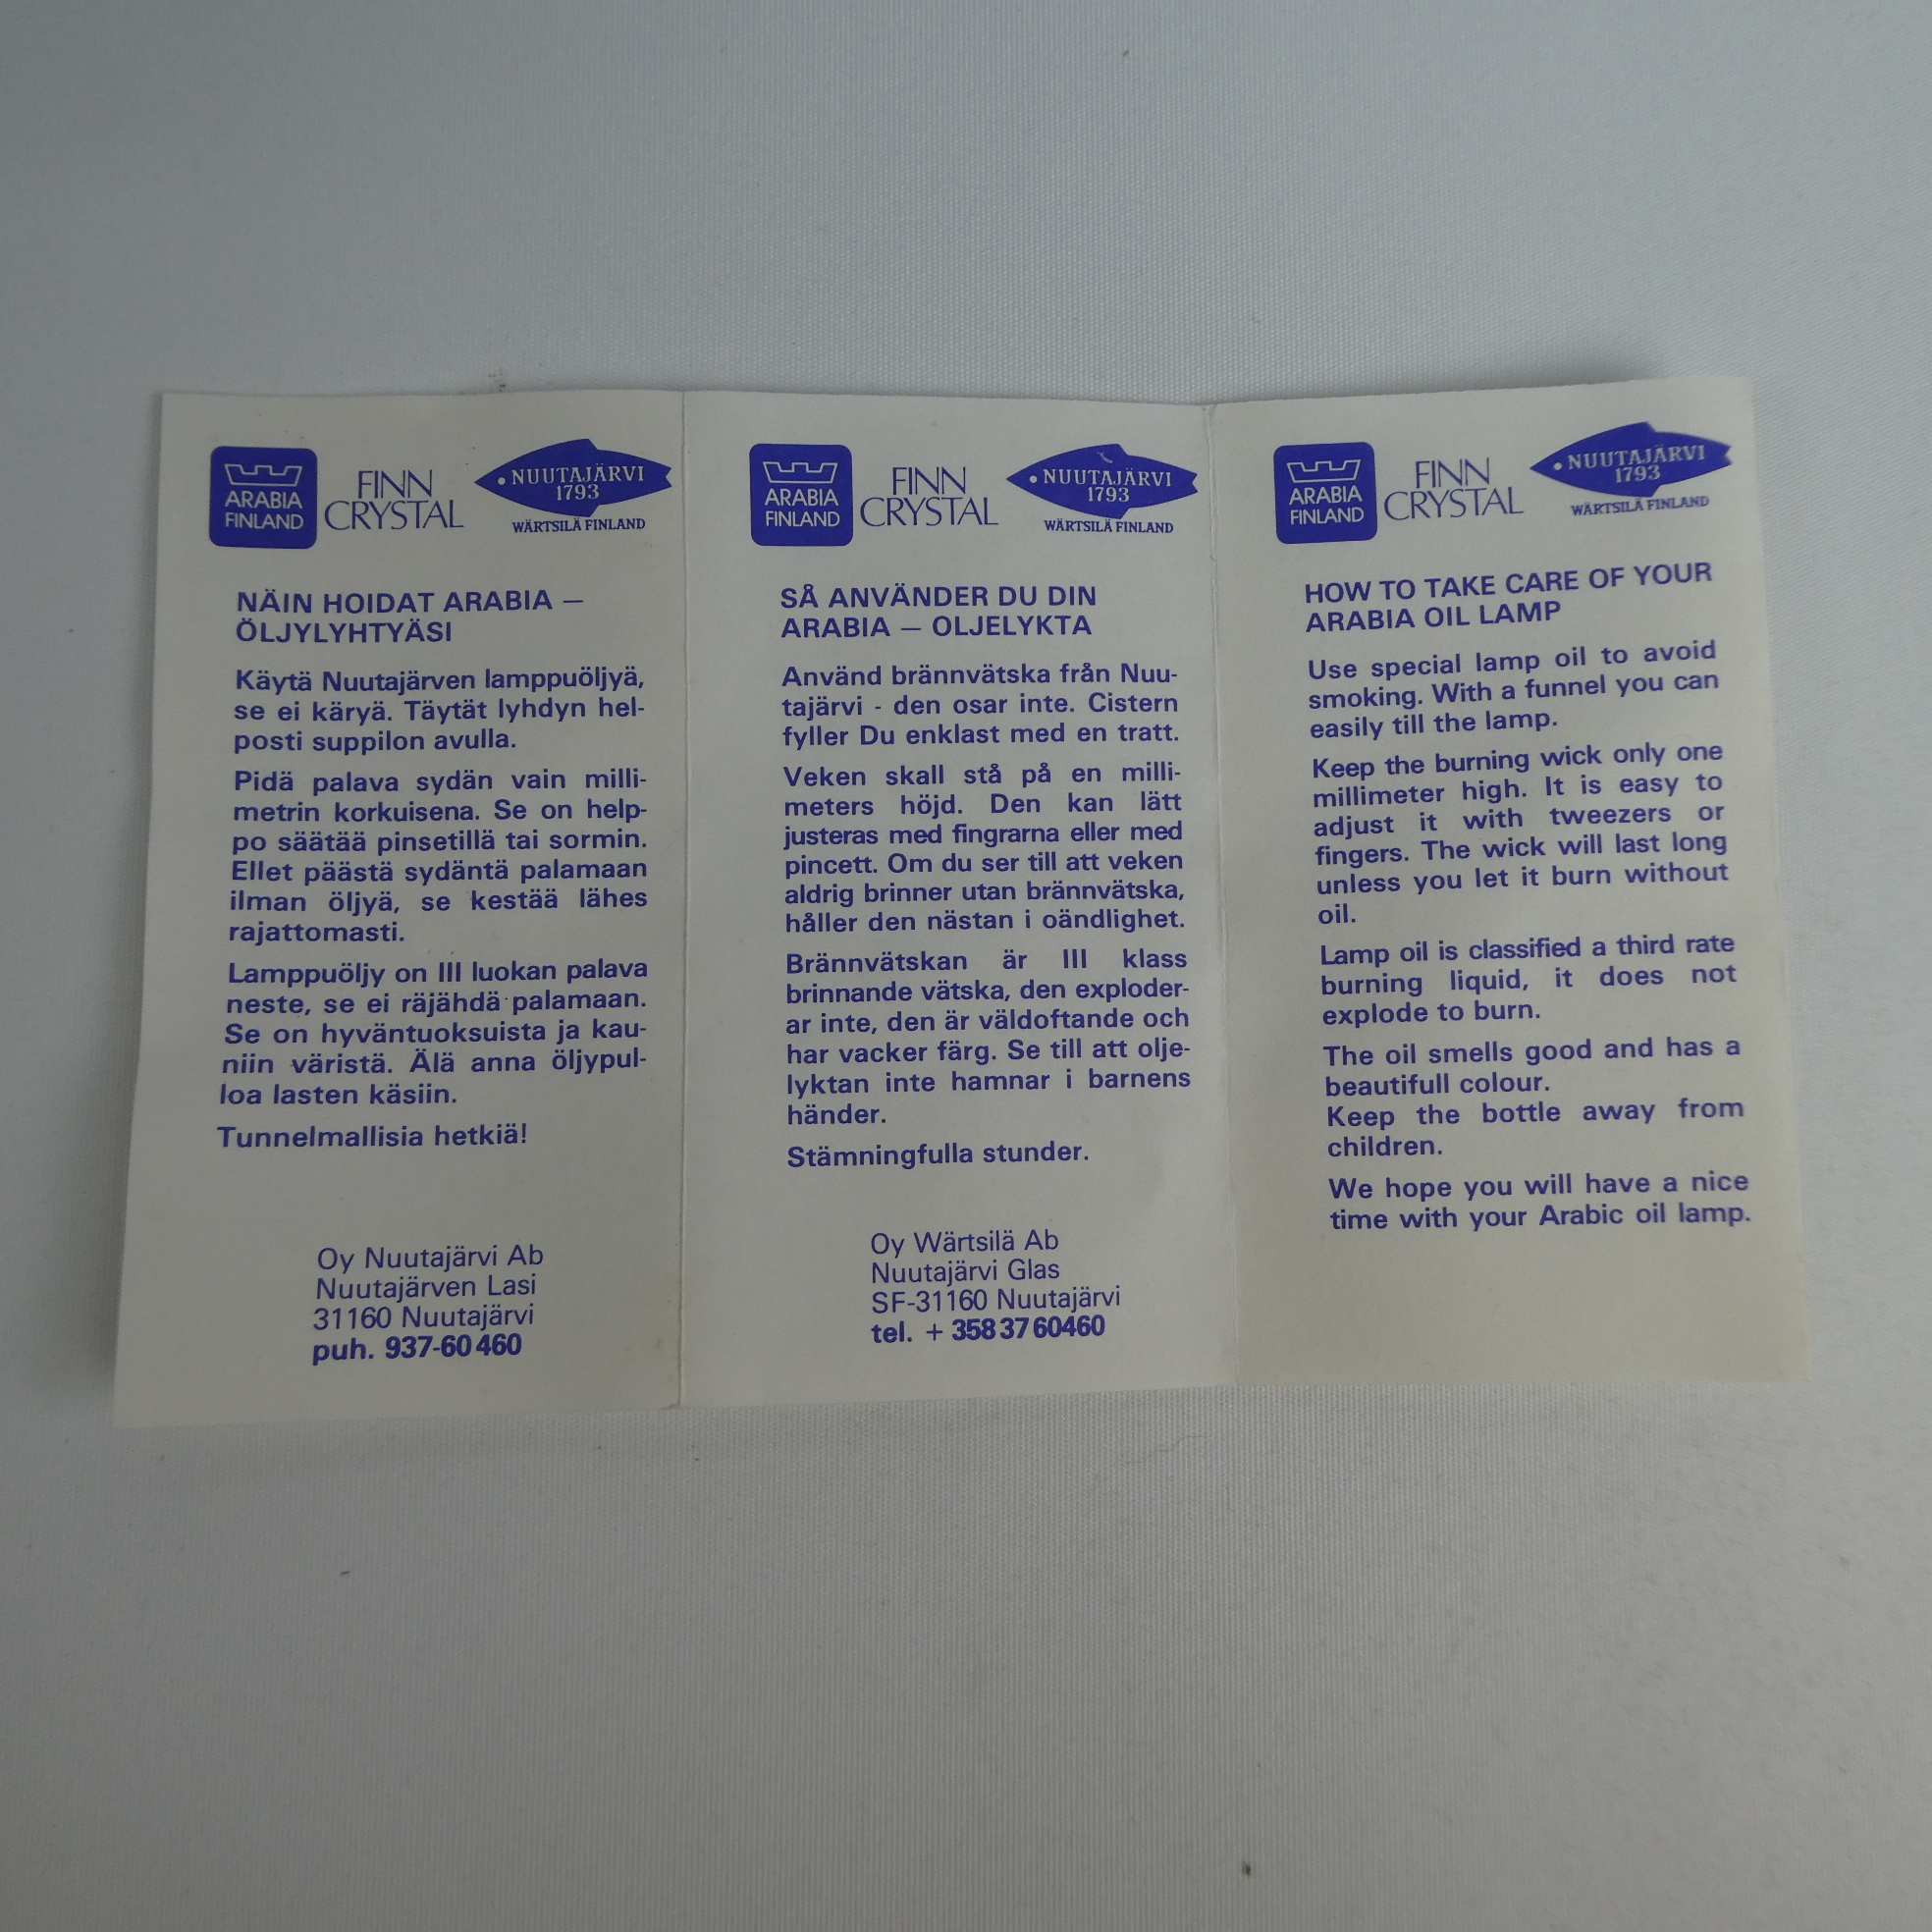 ARABIA
FINLAND
FINN
CRYSTAL
NUUTAJÄRVI
1793
WÄRTSILÄ FINLAND
NÄIN HOIDAT ARABIA —
ÖLJYLYHTYÄSI
Käytä Nuutajärven lamppuöljyä,
se ei käryä. Täytät lyhdyn hel-
posti suppilon avulla.
Pidä palava sydän vain milli-
metrin korkuisena. Se on help-
po säätää pinsetillä tai sormin.
Ellet päästä sydäntä palamaan
ilman öljyä, se kestää lähes
rajattomasti.
Lamppuöljy on III luokan palava
neste, se ei räjähdä palamaan.
Se on hyväntuoksuista ja kau-
niin väristä. Älä anna öljypul-
loa lasten käsiin.
Tunnelmallisia hetkiä!
Oy Nuutajärvi Ab
Nuutajärven Lasi
31160 Nuutajärvi
puh. 937-60 460
ARABIA
FINLAND
FINN
CRYSTAL
NUUTAJÄRVI
1793
WÄRTSILÄ FINLAND
SÅ ANVÄNDER DU DIN
ARABIA — OLJELYKTA
Använd brännvätska från Nuu-
tajärvi - den osar inte. Cistern
fyller Du enklast med en tratt.
Veken skall stå på en milli-
meters höjd. Den kan lätt
justeras med fingrarna eller med
pincett. Om du ser till att veken
aldrig brinner utan brännvätska,
håller den nästan i oändlighet.
Brännvätskan är III klass
brinnande vätska, den exploder-
ar inte, den är väldoftande och
har vacker färg. Se till att olje-
lyktan inte hamnar i barnens
händer.
Stämningfulla stunder.
Oy Wärtsilä Ab
Nuutajärvi Glas
SF-31160 Nuutajärvi
tel. + 358 37 60460
ARABIA
FINLAND
FINN
CRYSTAL
NUUTAJÄRVI
1793
WÄRTSILÄ FINLAND
HOW TO TAKE CARE OF YOUR
ARABIA OIL LAMP
Use special lamp oil to avoid
smoking. With a funnel you can
easily till the lamp.
Keep the burning wick only one
millimeter high. It is easy to
adjust it with tweezers or
fingers. The wick will last long
unless you let it burn without
oil.
Lamp oil is classified a third rate
burning liquid, it does not
explode to burn.
The oil smells good and has a
beautifull colour.
Keep the bottle away from
children.
We hope you will have a nice
time with your Arabic oil lamp.